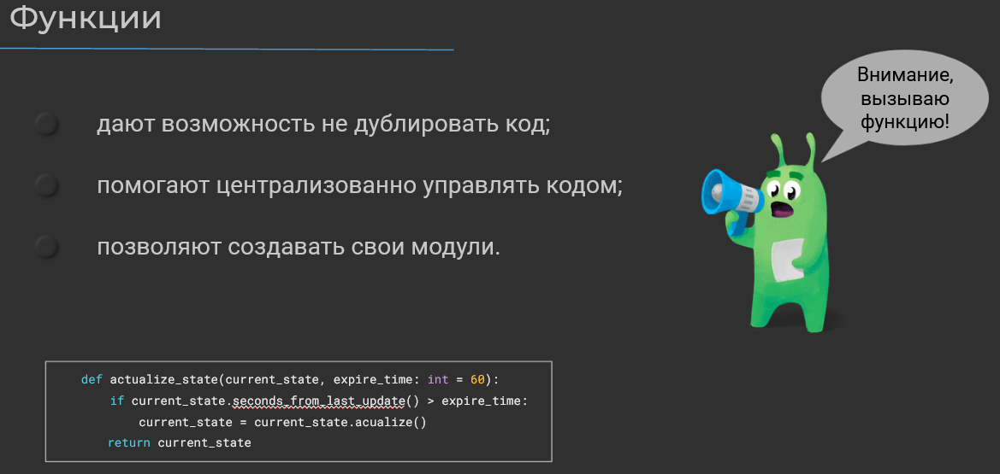 Функции
Внимание,
вызываю
функцию!
дают возможность не дублировать код;
помогают централизованно управлять кодом;
позволяют создавать свои модули.
def actualize_state(current_state, expire_time: int = 60):
if current_state.seconds_from_last_update() > expire_time:
current_state = current_state.acualize()
return current_state